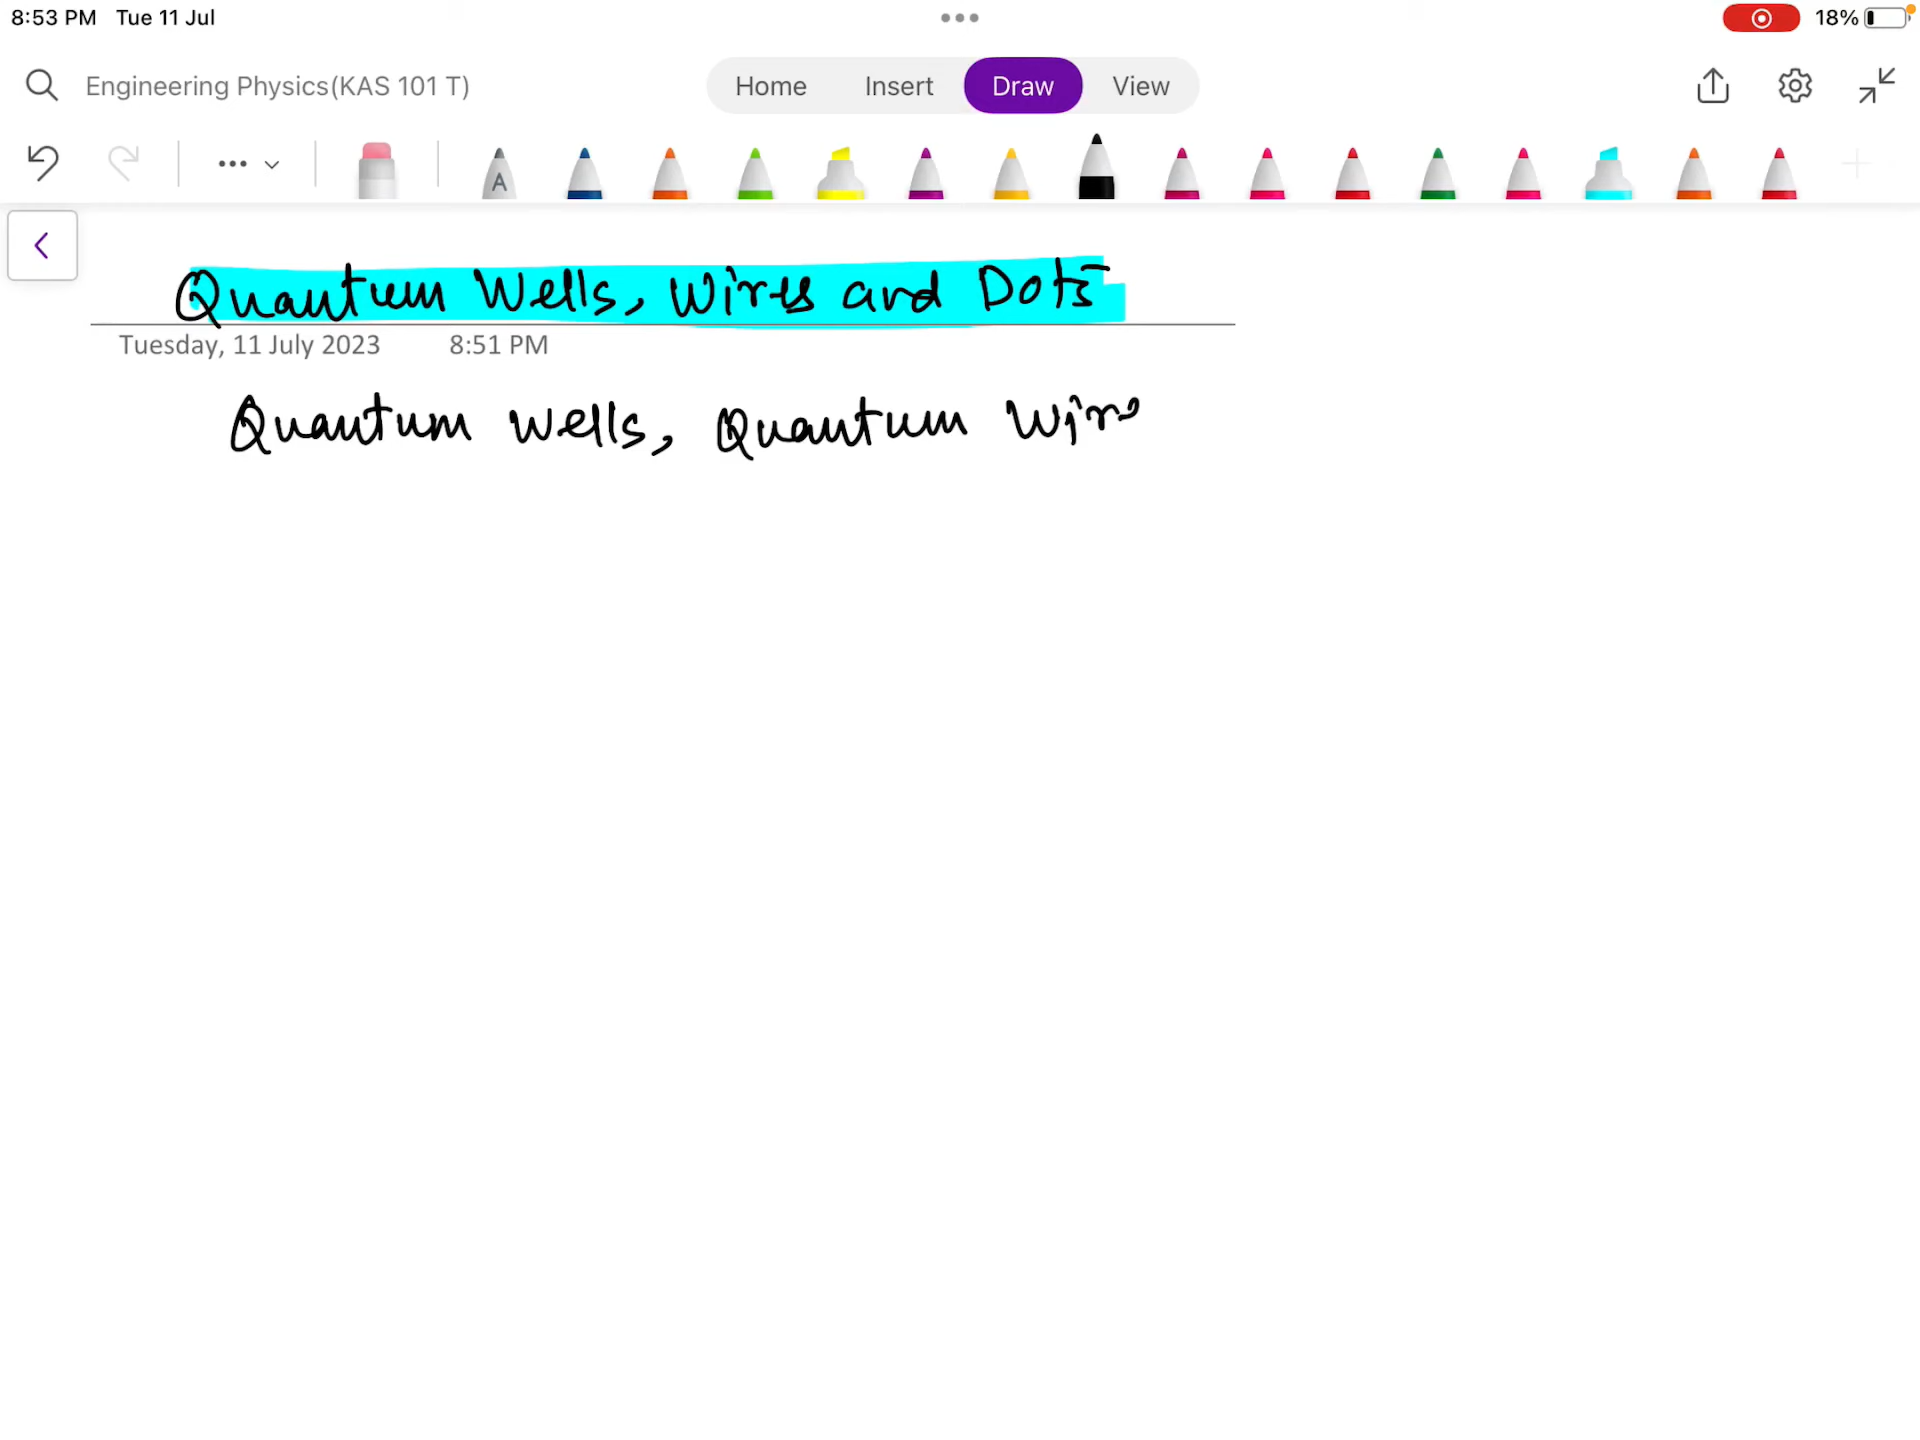 8:53 PM Tue 11 Jul 18%
Engineering Physics(KAS 101 T) Home Insert Draw View
A
Quantum Wells, Wires and Dots
Tuesday, 11 July 2023 8:51 PM
Quantum Wells, Quantum Wire